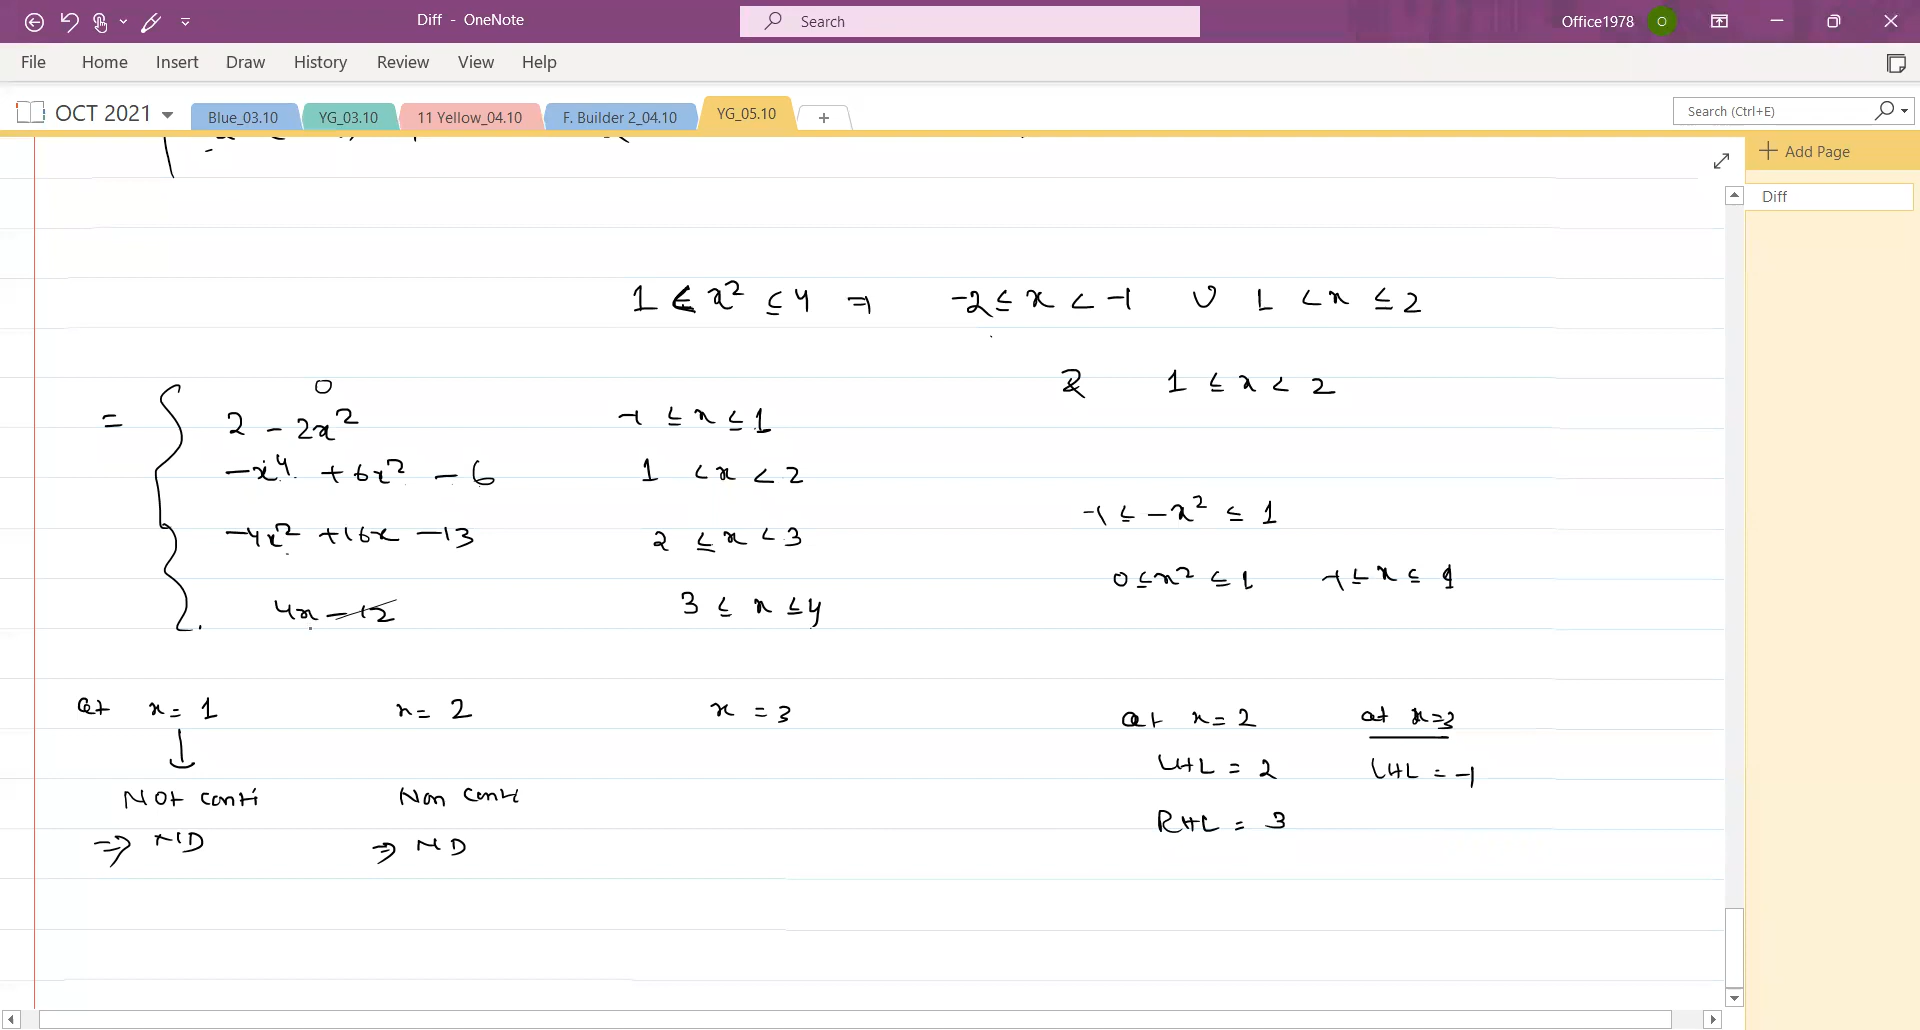 Diff - OneNote
Search
Office1978
O
File Home Insert Draw History Review View Help
OCT 2021
Blue_03.10
YG_03.10
11 Yellow_04.10
F. Builder 2_04.10
YG_05.10
+
Search (Ctrl+E)
+ Add Page
Diff
1 < x² ≤ 4 ⇒ -2 ≤ x < -1 ∪ 1 < x ≤ 2
& 1 ≤ x < 2
0
= { 2 - 2x² -1 ≤ x ≤ 1
-x⁴ + 6x² - 6 1 < x < 2
-1 ≤ -x² ≤ 1
-4x² + 16x - 13 2 ≤ x < 3
0 ≤ x² ≤ 1 -1 ≤ x ≤ 1
4x - 12 3 ≤ x ≤ 4
at x = 1 x = 2 x = 3
at x = 2 at x = 3
LHL = 2 LHL = -1
Not conti Non conti
RHL = 3
⇒ ND ⇒ ND